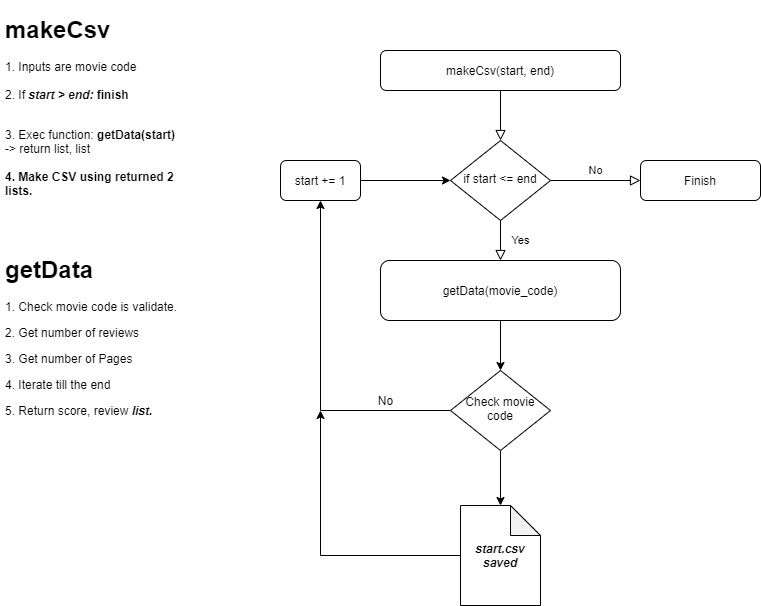 makeCsv
1. Inputs are movie code
2. If start > end: finish
3. Exec function: getData(start)
-> return list, list
4. Make CSV using returned 2
lists.
getData
1. Check movie code is validate.
2. Get number of reviews
3. Get number of Pages
4. Iterate till the end
5. Return score, review list.
makeCsv(start, end)
start += 1
if start <= end
No
Finish
Yes
getData(movie_code)
No
Check movie
code
start.csv
saved